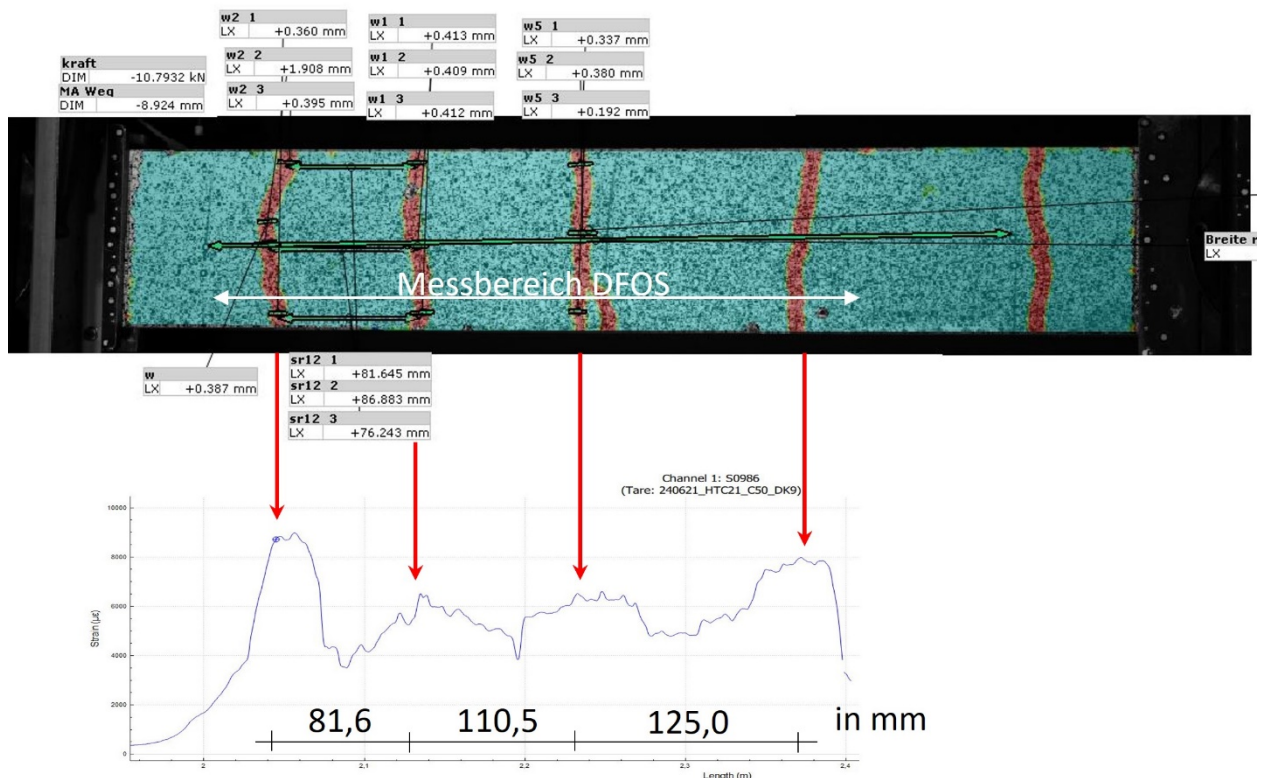 w2 1
LX +0.360 mm
w2 2
LX +1.908 mm
w2 3
LX +0.395 mm
w1 1
LX +0.413 mm
w1 2
LX +0.409 mm
w1 3
LX +0.412 mm
w5 1
LX +0.337 mm
w5 2
LX +0.380 mm
w5 3
LX +0.192 mm
kraft
DIM -10.7932 kN
MA Weg
DIM -8.924 mm
Breite r
LX
Messbereich DFOS
w
LX +0.387 mm
sr12 1
LX +81.645 mm
sr12 2
LX +86.883 mm
sr12 3
LX +76.243 mm
Channel 1: S0986
(Tare: 240621_HTC21_C50_DK9)
Strain (µε)
10000
8000
6000
4000
2000
0
81,6 110,5 125,0 in mm
2 2,1 2,2 2,3 2,4
Length (m)